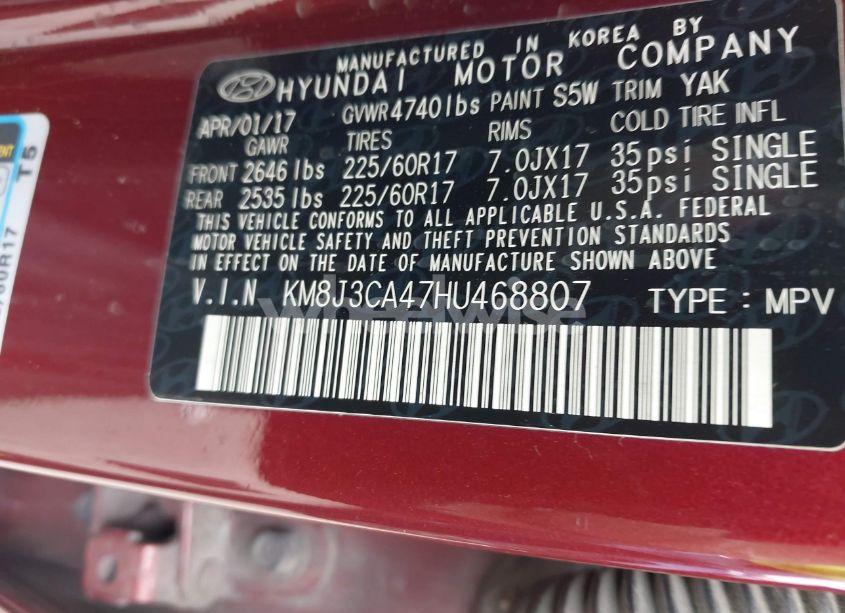 MANUFACTURED IN KOREA BY
HYUNDAI MOTOR COMPANY
APR/01/17 GVWR 4740lbs PAINT S5W TRIM YAK
GAWR TIRES RIMS COLD TIRE INFL
FRONT 2646 lbs 225/60R17 7.0JX17 35psi SINGLE
REAR 2535 lbs 225/60R17 7.0JX17 35psi SINGLE
THIS VEHICLE CONFORMS TO ALL APPLICABLE U.S.A. FEDERAL
MOTOR VEHICLE SAFETY AND THEFT PREVENTION STANDARDS
IN EFFECT ON THE DATE OF MANUFACTURE SHOWN ABOVE
V.I.N KM8J3CA47HU468807 TYPE : MPV
T5